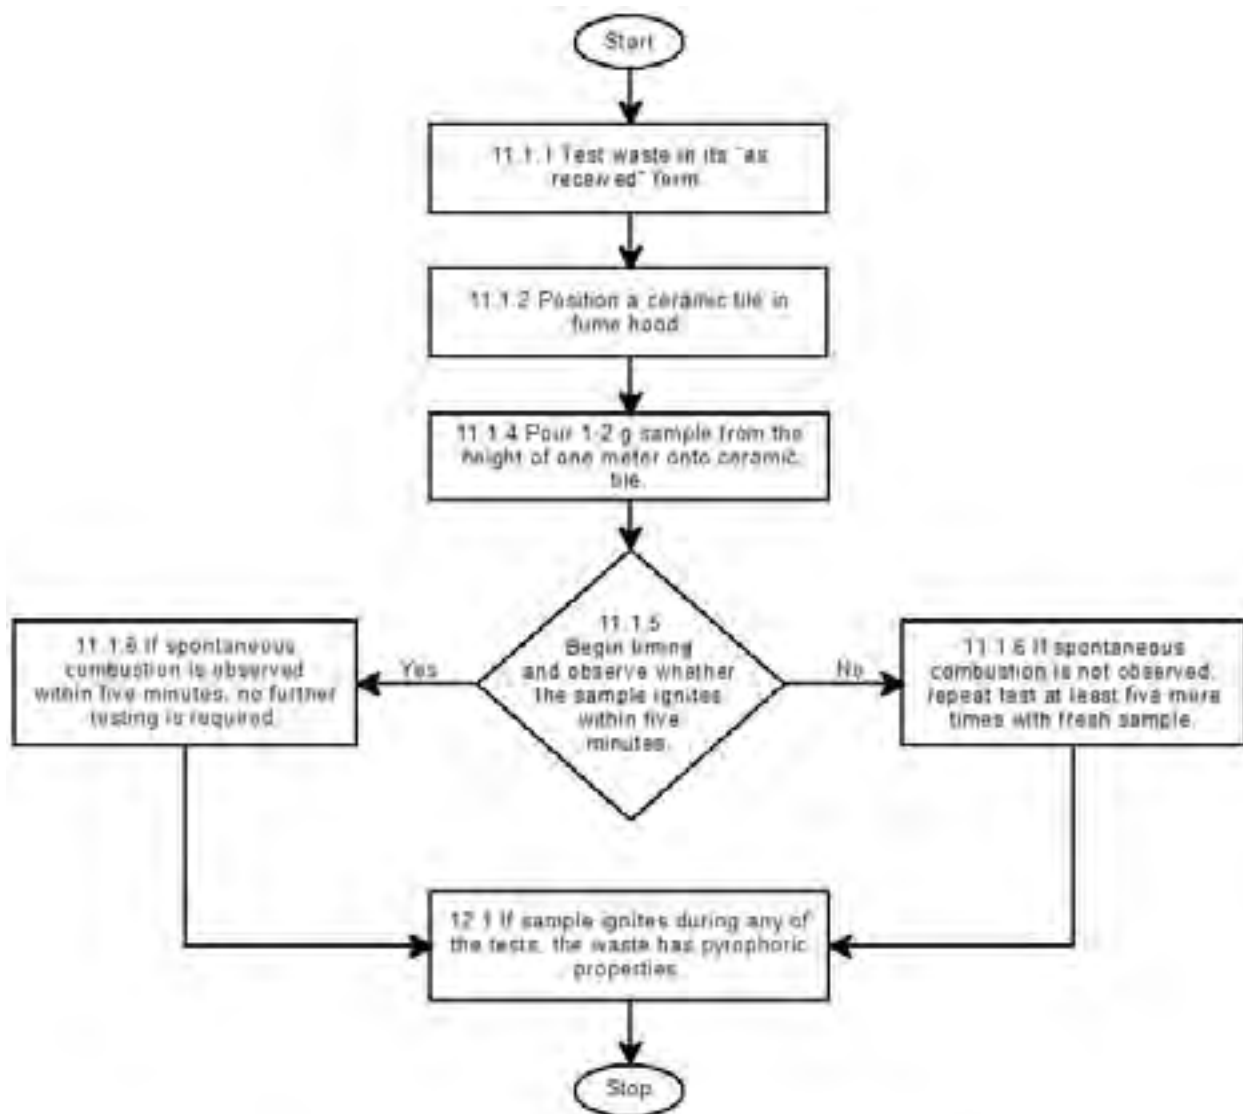 Start
11.1.1 Test waste in its "as
received" form
11.1.2 Position a ceramic tile in
fume hood
11.1.4 Pour 1-2 g sample from the
height of one meter onto ceramic
tile.
11.1.5
Begin timing
and observe whether
the sample ignites
within five
minutes.
Yes
No
11.1.6 If spontaneous
combustion is observed
within five minutes, no further
testing is required.
11.1.6 If spontaneous
combustion is not observed,
repeat test at least five more
times with fresh sample.
12.1 If sample ignites during any of
the tests, the waste has pyrophoric
properties.
Stop